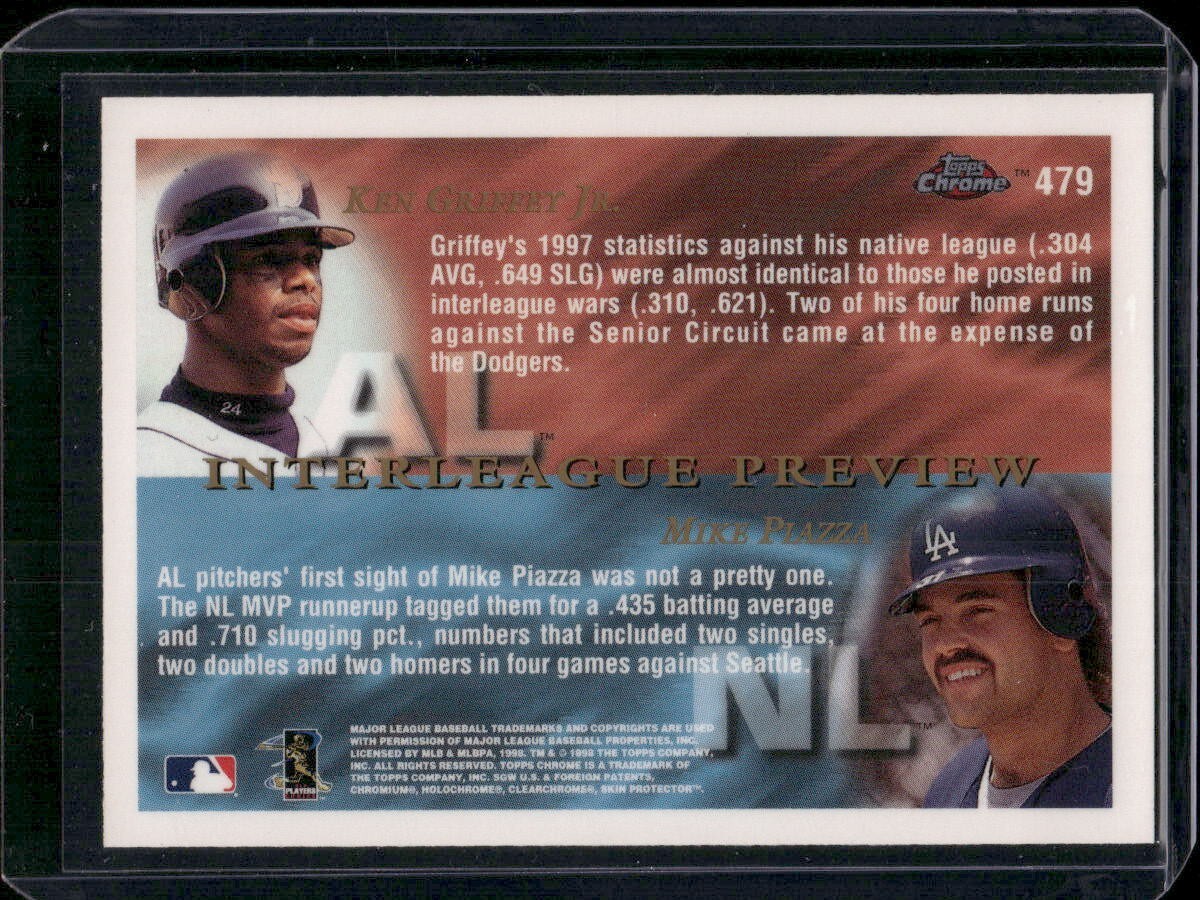 Topps Chrome™ 479
KEN GRIFFEY JR.
Griffey's 1997 statistics against his native league (.304
AVG, .649 SLG) were almost identical to those he posted in
interleague wars (.310, .621). Two of his four home runs
against the Senior Circuit came at the expense of
the Dodgers.
24
AL™
INTERLEAGUE PREVIEW
MIKE PIAZZA
LA
AL pitchers' first sight of Mike Piazza was not a pretty one.
The NL MVP runnerup tagged them for a .435 batting average
and .710 slugging pct., numbers that included two singles,
two doubles and two homers in four games against Seattle.
NL™
MAJOR LEAGUE BASEBALL TRADEMARKS AND COPYRIGHTS ARE USED
WITH PERMISSION OF MAJOR LEAGUE BASEBALL PROPERTIES, INC.
LICENSED BY MLB & MLBPA, 1998. TM & © 1998 THE TOPPS COMPANY,
INC. ALL RIGHTS RESERVED. TOPPS CHROME IS A TRADEMARK OF
THE TOPPS COMPANY, INC. SGW U.S. & FOREIGN PATENTS,
CHROMIUM®, HOLOCHROME®, CLEARCHROME®, SKIN PROTECTOR™.
PLAYERS